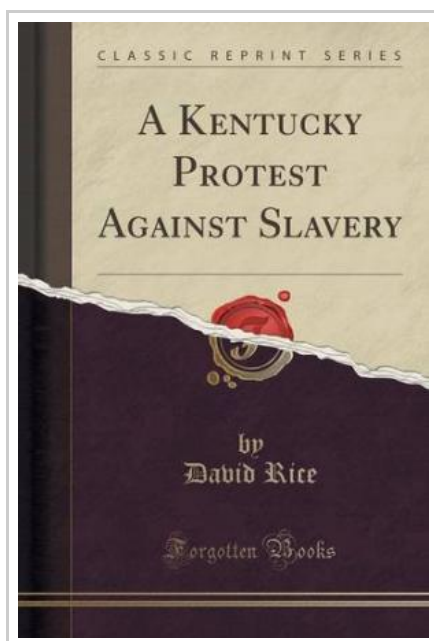 CLASSIC REPRINT SERIES
A KENTUCKY
PROTEST
AGAINST SLAVERY
by
David Rice
Forgotten Books